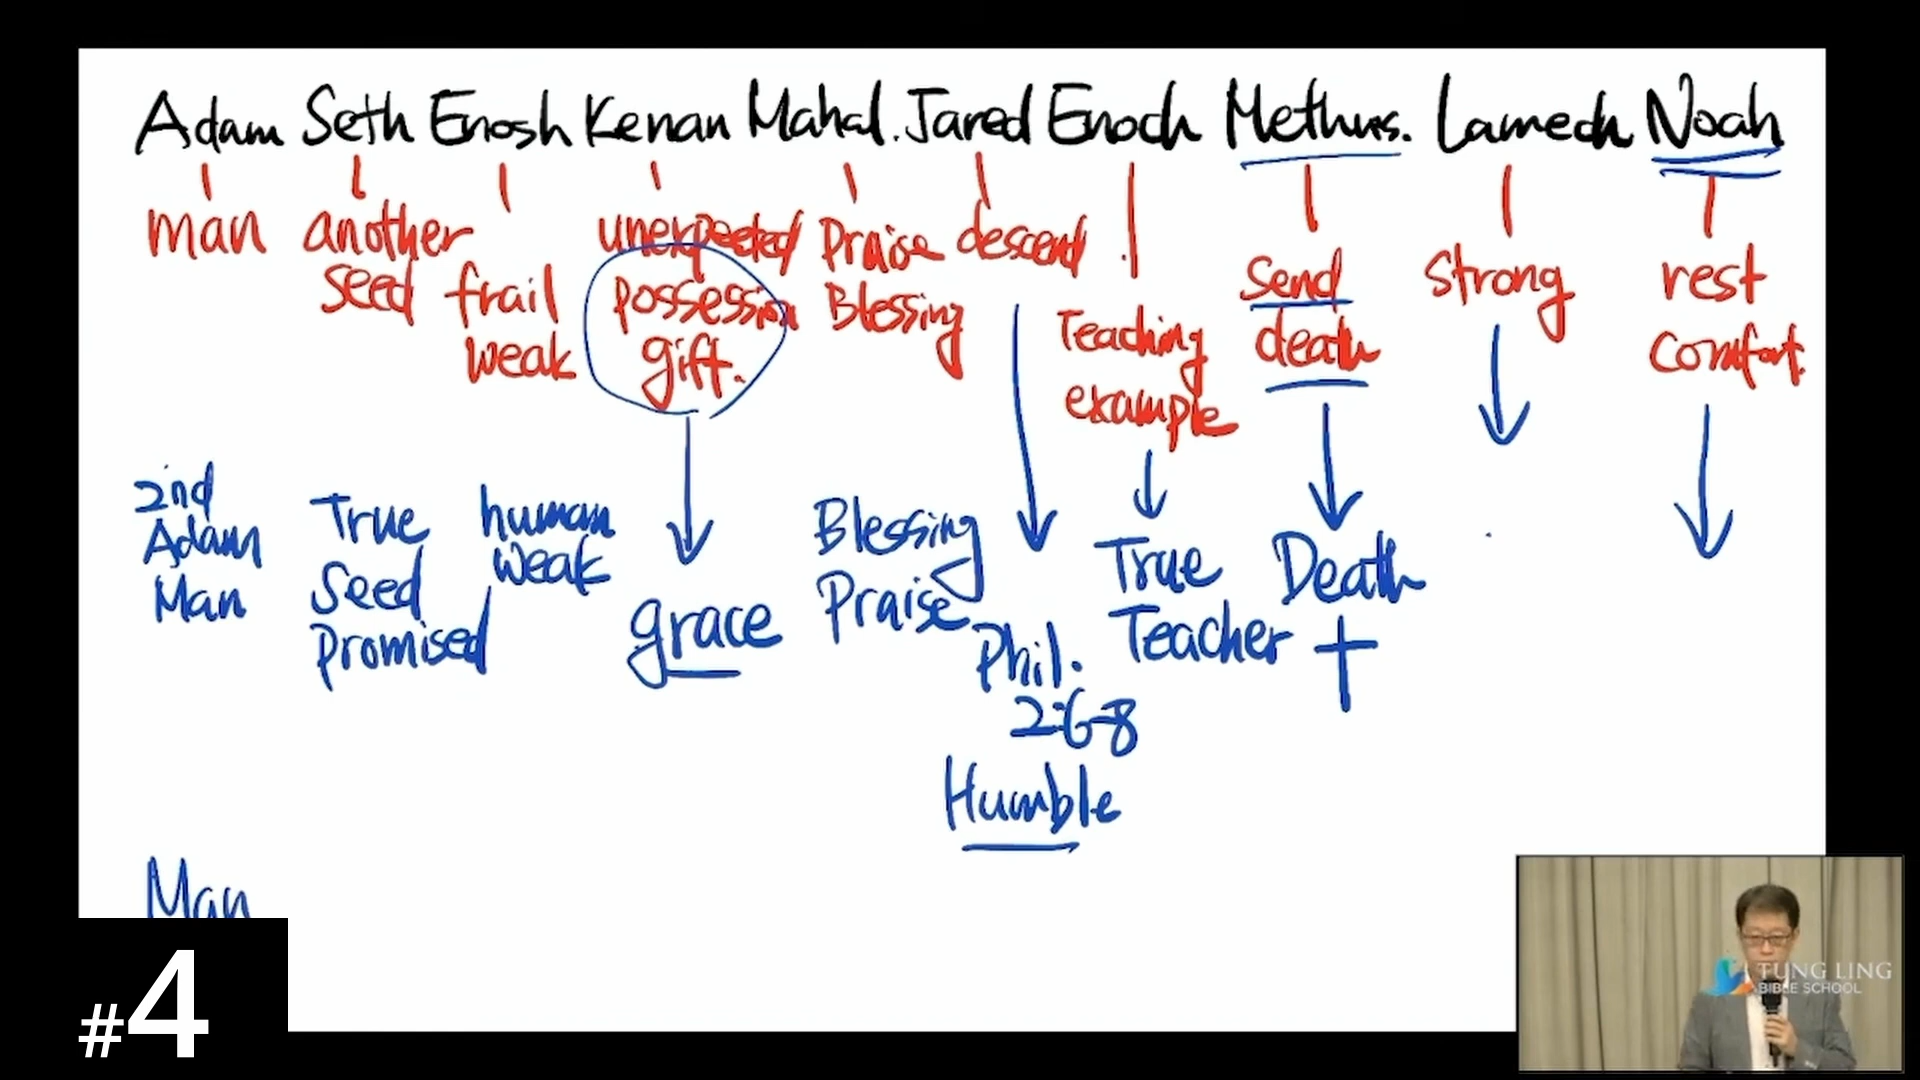 Adam Seth Enosh Kenan Mahal. Jared Enoch Methus. Lamech Noah
man
another
seed
frail
weak
unexpected
possession
gift.
Praise
Blessing
descend
Teaching
example
send
death
strong
rest
comfort.
2nd
Adam
Man
True
Seed
Promised
human
weak
grace
Blessing
Praise
Phil.
2:6-8
Humble
True
Teacher
Death
Man
#4
TUNG LING
BIBLE SCHOOL